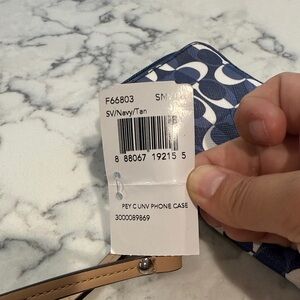 F66803
SV/Navy/Tan
8 88067 19215 5
PEY C UNV PHONE CASE
3000089869